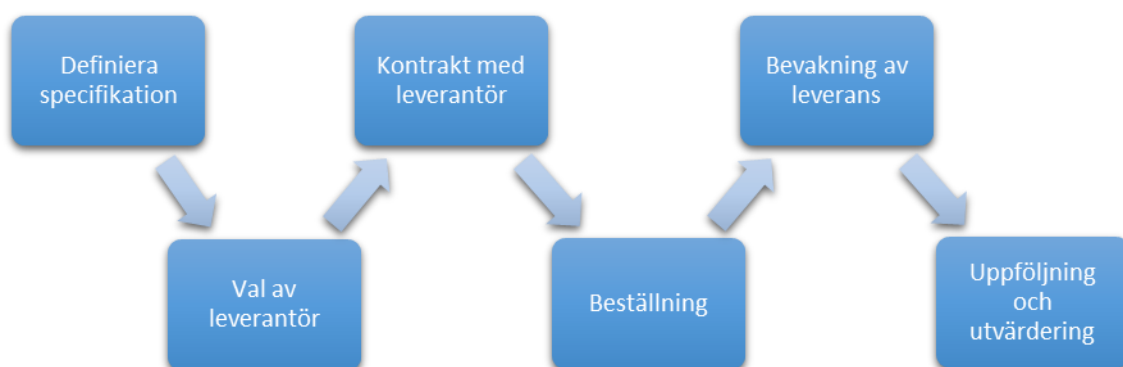 Definiera
specifikation
Val av
leverantör
Kontrakt med
leverantör
Beställning
Bevakning av
leverans
Uppföljning
och
utvärdering